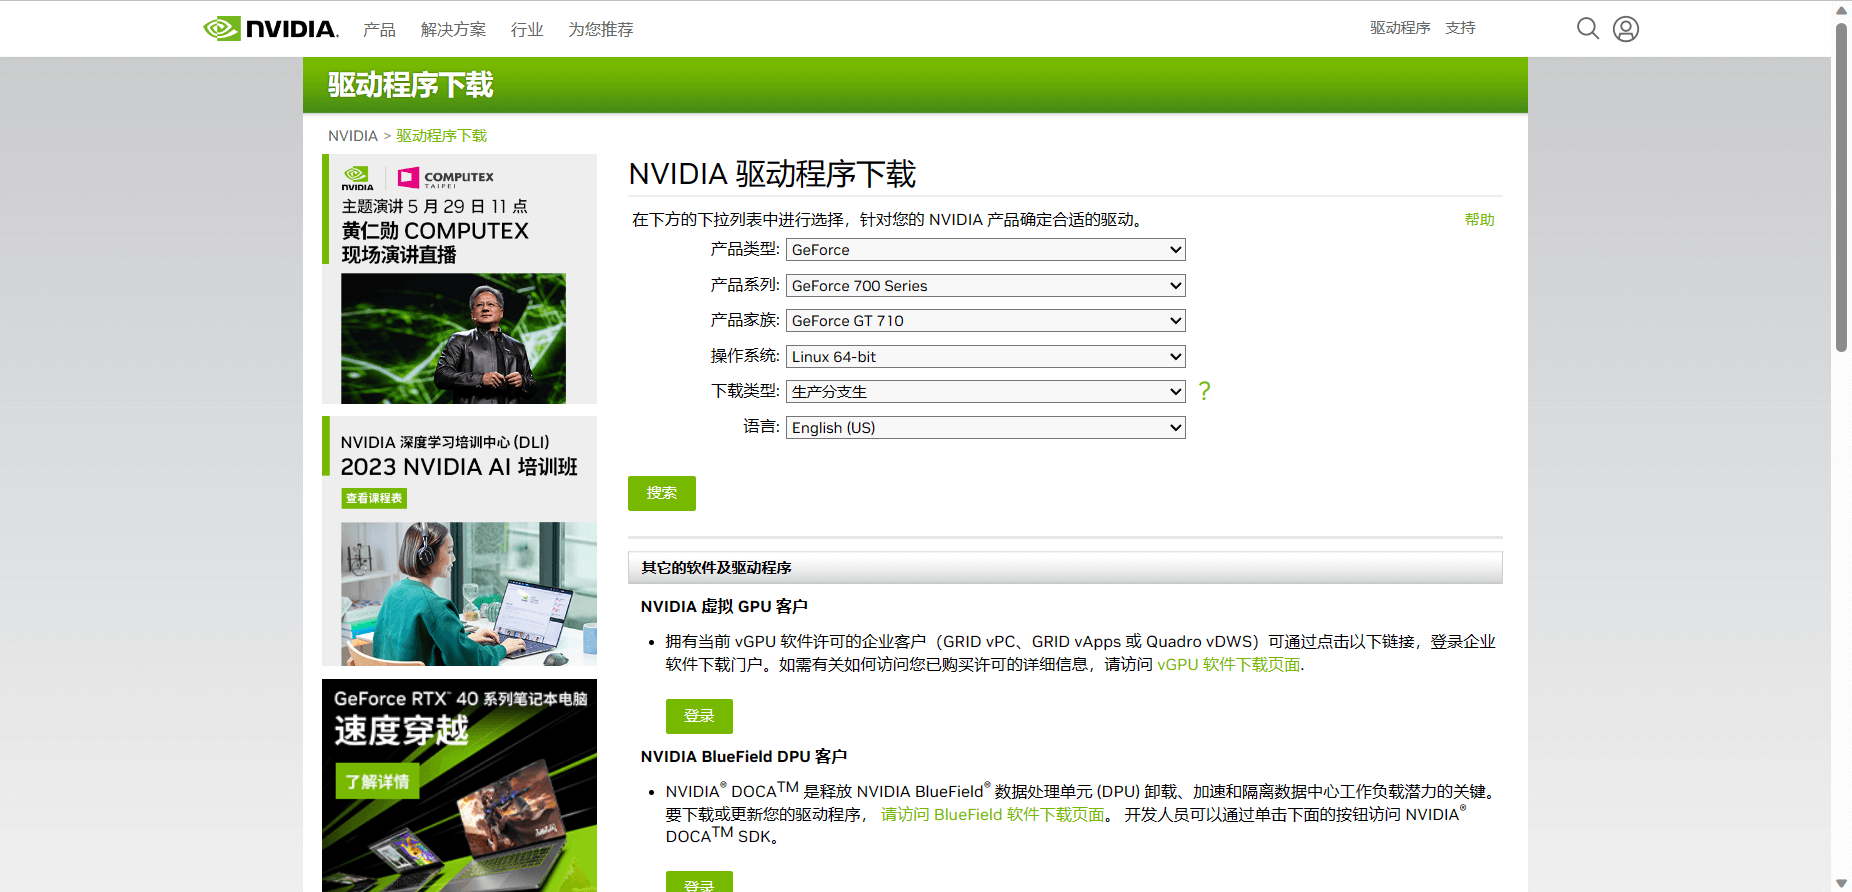 NVIDIA.
产品 解决方案 行业 为您推荐 驱动程序 支持
驱动程序下载
NVIDIA > 驱动程序下载
NVIDIA
COMPUTEX
TAIPEI
主题演讲 5 月 29 日 11 点
黄仁勋 COMPUTEX
现场演讲直播
NVIDIA 深度学习培训中心 (DLI)
2023 NVIDIA AI 培训班
查看课程表
GeForce RTX™ 40 系列笔记本电脑
速度穿越
了解详情
NVIDIA 驱动程序下载
在下方的下拉列表中进行选择，针对您的 NVIDIA 产品确定合适的驱动。 帮助
产品类型: GeForce
产品系列: GeForce 700 Series
产品家族: GeForce GT 710
操作系统: Linux 64-bit
下载类型: 生产分支生 ?
语言: English (US)
搜索
其它的软件及驱动程序
NVIDIA 虚拟 GPU 客户
• 拥有当前 vGPU 软件许可的企业客户（GRID vPC、GRID vApps 或 Quadro vDWS）可通过点击以下链接，登录企业
软件下载门户。如需有关如何访问您已购买许可的详细信息，请访问 vGPU 软件下载页面.
登录
NVIDIA BlueField DPU 客户
• NVIDIA® DOCA™ 是释放 NVIDIA BlueField® 数据处理单元 (DPU) 卸载、加速和隔离数据中心工作负载潜力的关键。
要下载或更新您的驱动程序， 请访问 BlueField 软件下载页面。 开发人员可以通过单击下面的按钮访问 NVIDIA®
DOCA™ SDK。
登录